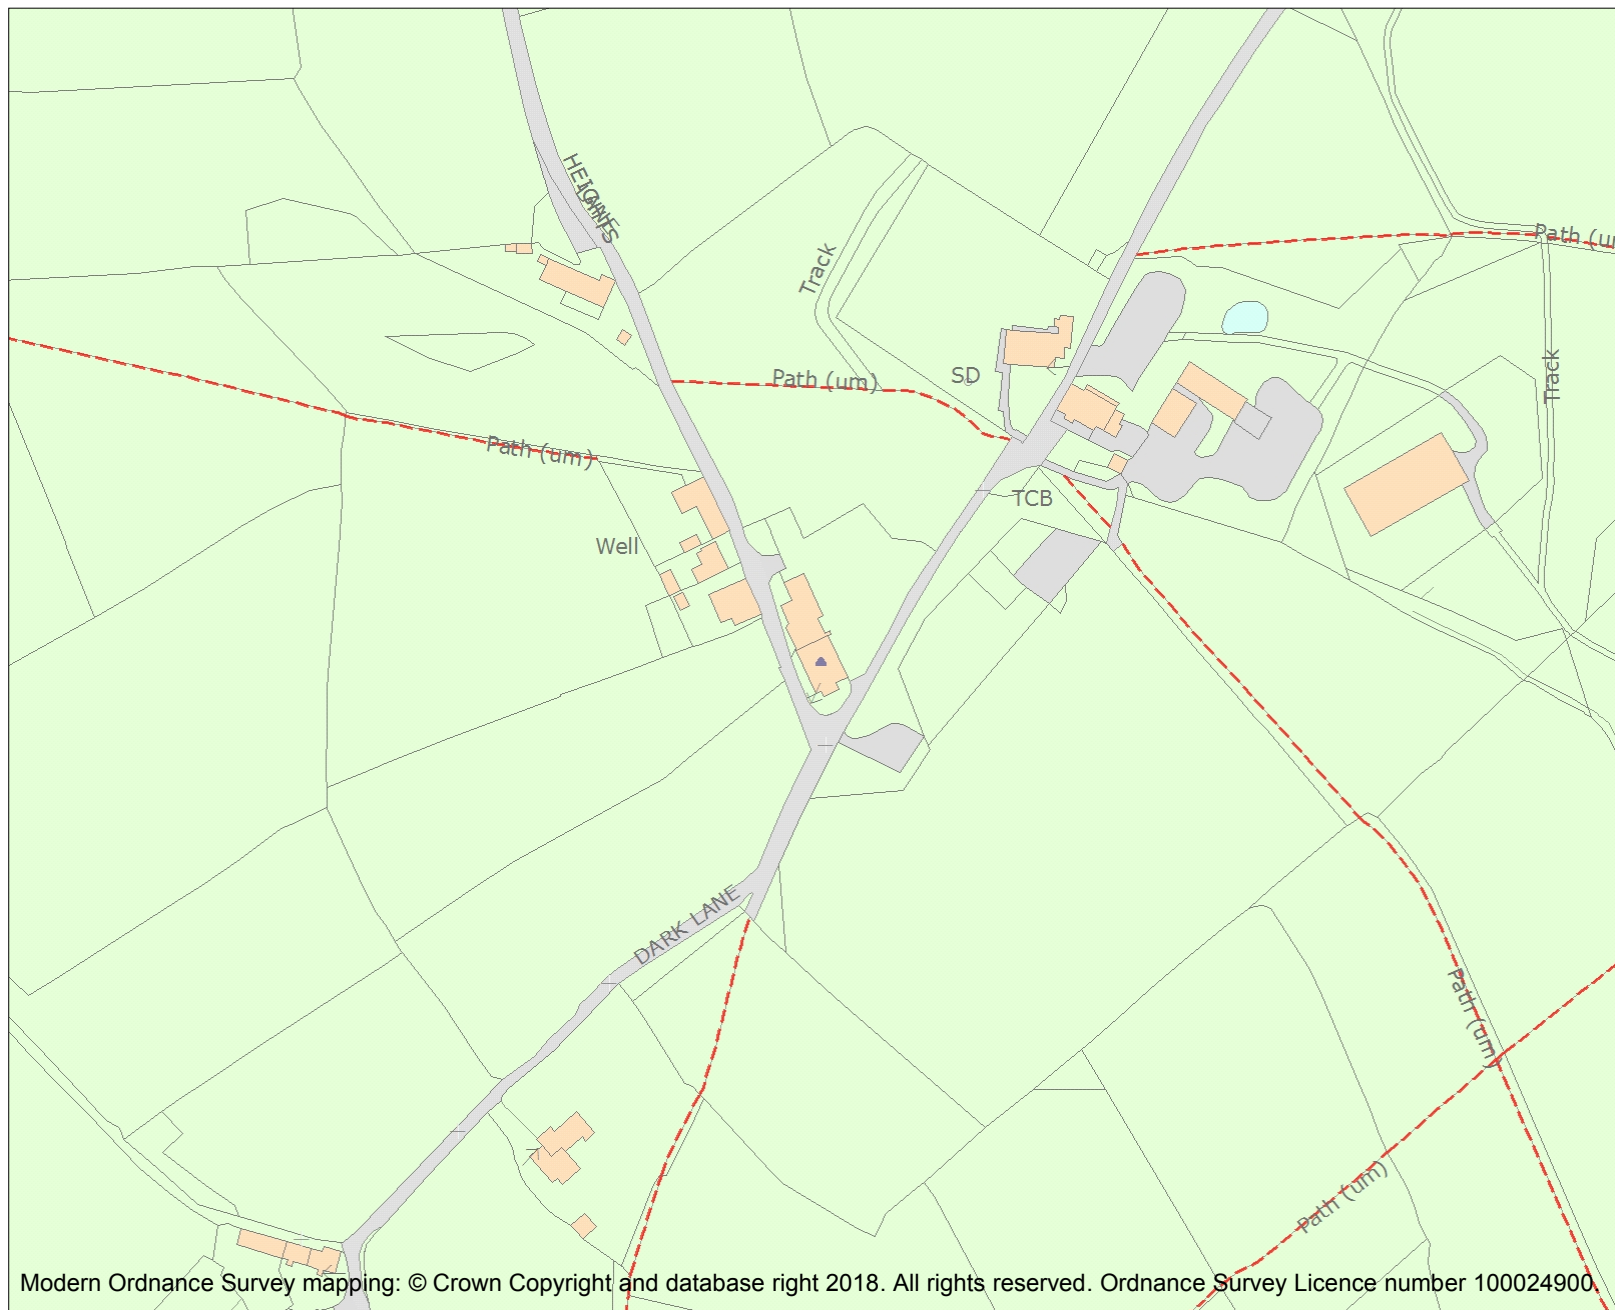 HEIGHTS
LANE
Path (u
Track
Track
Path (um)
SD
Path (um)
TCB
Well
DARK LANE
Path (um)
Path (um)
Modern Ordnance Survey mapping: © Crown Copyright and database right 2018. All rights reserved. Ordnance Survey Licence number 100024900.